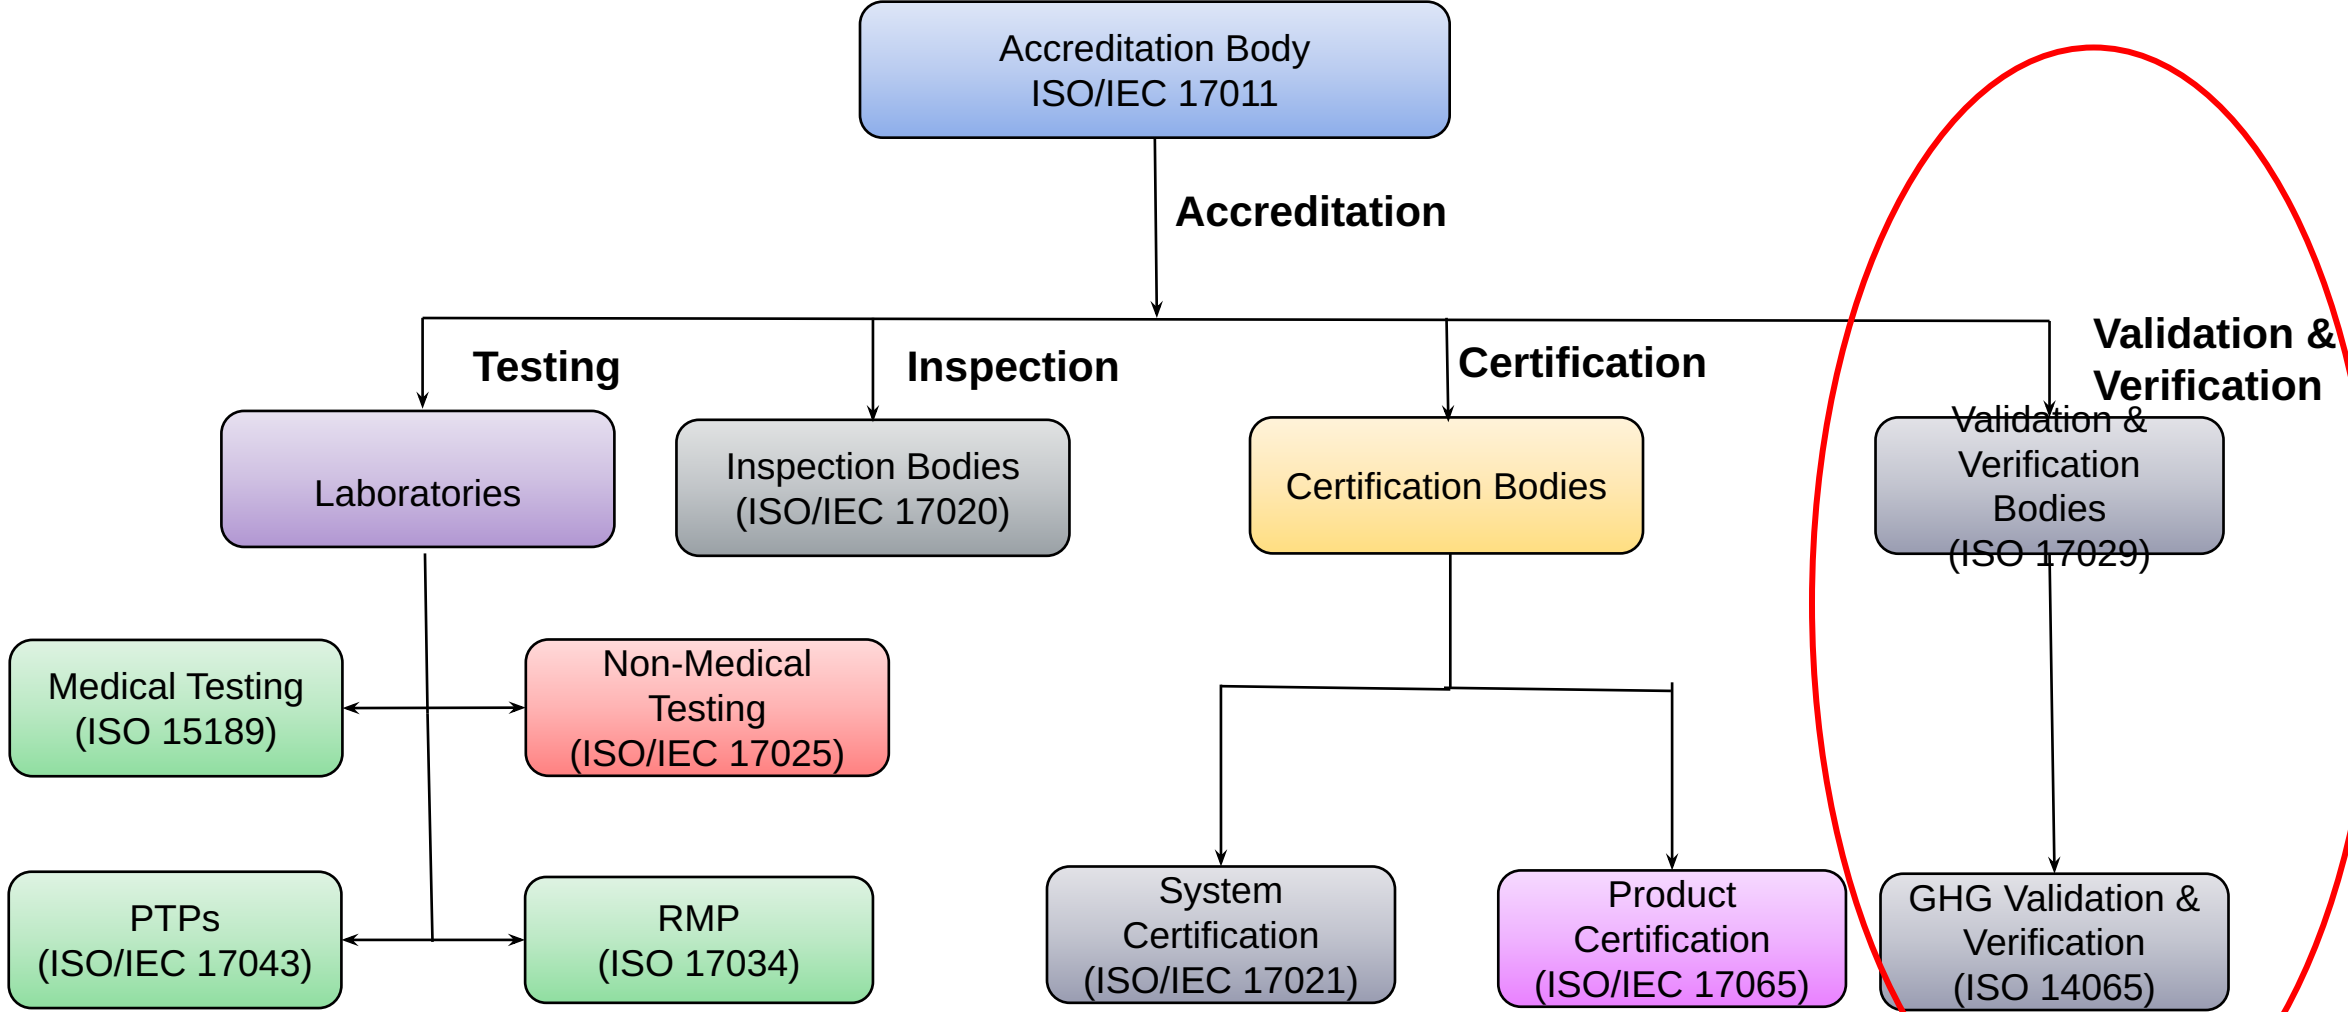 Accreditation Body
ISO/IEC 17011
Accreditation
Testing
Inspection
Certification
Validation &
Verification
Laboratories
Inspection Bodies
(ISO/IEC 17020)
Certification Bodies
Validation &
Verification
Bodies
(ISO 17029)
Medical Testing
(ISO 15189)
Non-Medical
Testing
(ISO/IEC 17025)
PTPs
(ISO/IEC 17043)
RMP
(ISO 17034)
System
Certification
(ISO/IEC 17021)
Product
Certification
(ISO/IEC 17065)
GHG Validation &
Verification
(ISO 14065)